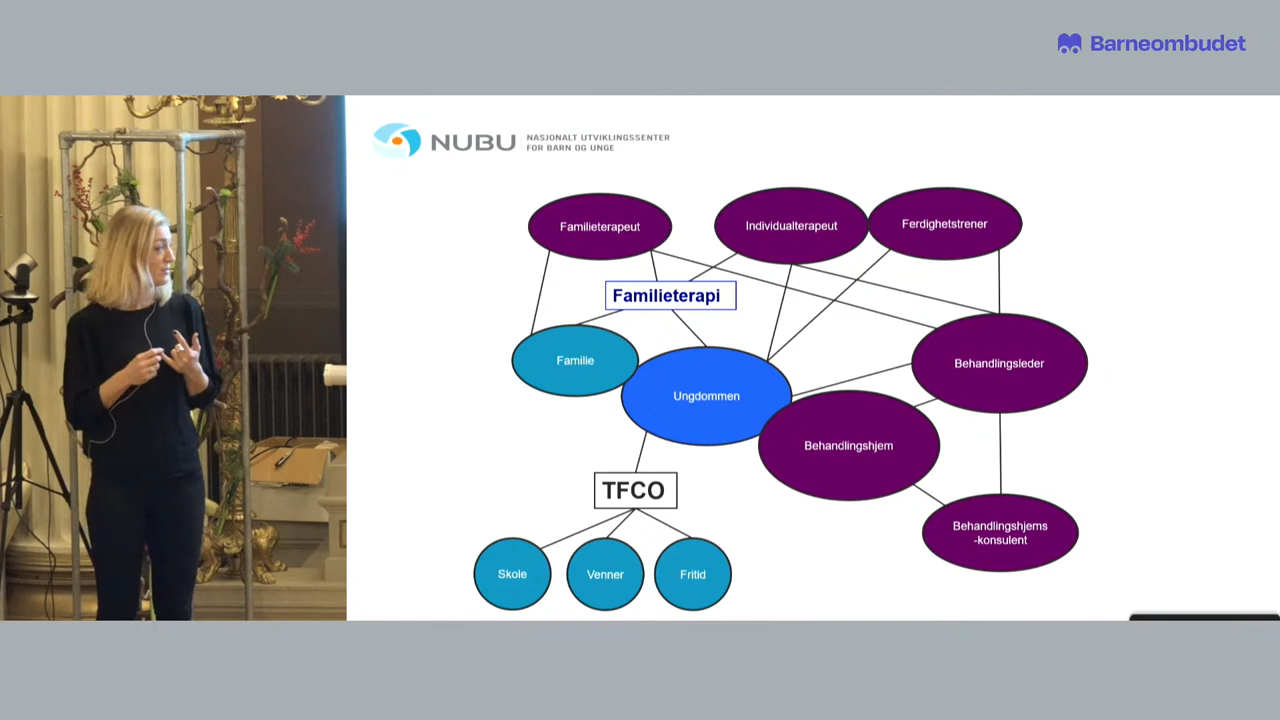 Barneombudet
NUBU
NASJONALT UTVIKLINGSSENTER
FOR BARN OG UNGE
Familieterapeut
Individualterapeut
Ferdighetstrener
Familieterapi
Familie
Ungdommen
Behandlingsleder
Behandlingshjem
TFCO
Behandlingshjems
-konsulent
Skole
Venner
Fritid